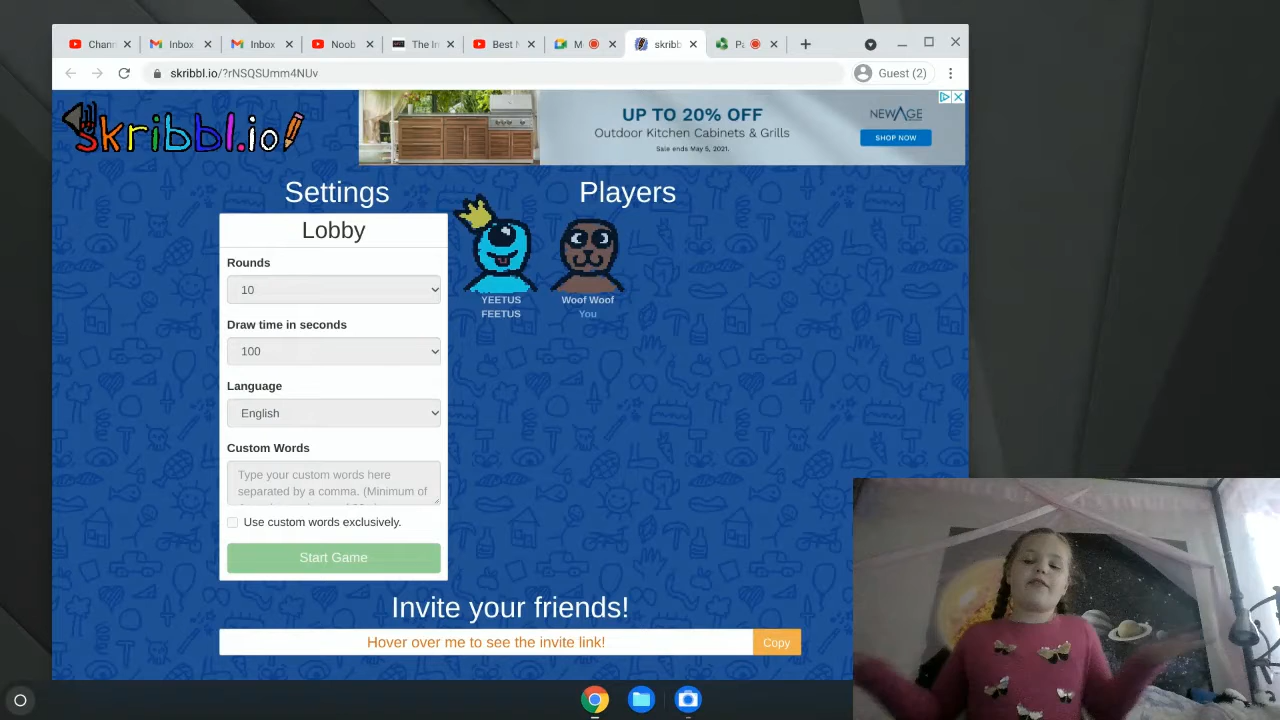 Chann
Inbox
Inbox
Noob
The In
Best M
M
skribb
Pa
skribbl.io/?rNSQSUmm4NUv
Guest (2)
skribbl.io
UP TO 20% OFF
Outdoor Kitchen Cabinets & Grills
Sale ends May 5, 2021.
NEWAGE
SHOP NOW
Settings
Players
Lobby
Rounds
10
Draw time in seconds
100
Language
English
Custom Words
Type your custom words here
separated by a comma. (Minimum of
Use custom words exclusively.
Start Game
YEETUS
FEETUS
Woof Woof
You
Invite your friends!
Hover over me to see the invite link!
Copy